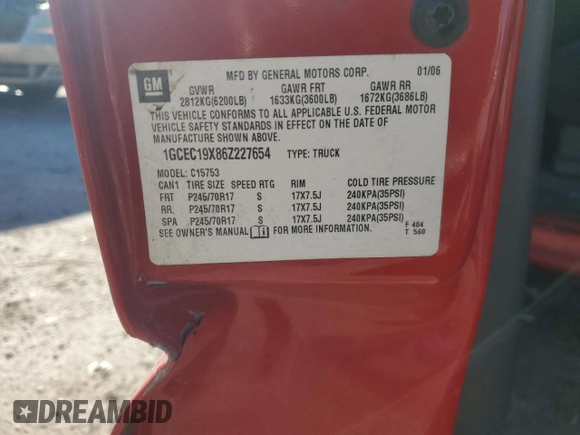 GM
MFD BY GENERAL MOTORS CORP. 01/06
GVWR GAWR FRT GAWR RR
2812KG(6200LB) 1633KG(3600LB) 1672KG(3686LB)
THIS VEHICLE CONFORMS TO ALL APPLICABLE U.S. FEDERAL MOTOR
VEHICLE SAFETY STANDARDS IN EFFECT ON THE DATE OF
MANUFACTURE SHOWN ABOVE.
1GCEC19X86Z227654 TYPE: TRUCK
MODEL: C15753
CAN1 TIRE SIZE SPEED RTG RIM COLD TIRE PRESSURE
FRT P245/70R17 S 17X7.5J 240KPA(35PSI)
RR. P245/70R17 S 17X7.5J 240KPA(35PSI)
SPA P245/70R17 S 17X7.5J 240KPA(35PSI)
SEE OWNER'S MANUAL FOR MORE INFORMATION. F 404
T 560
DREAMBID